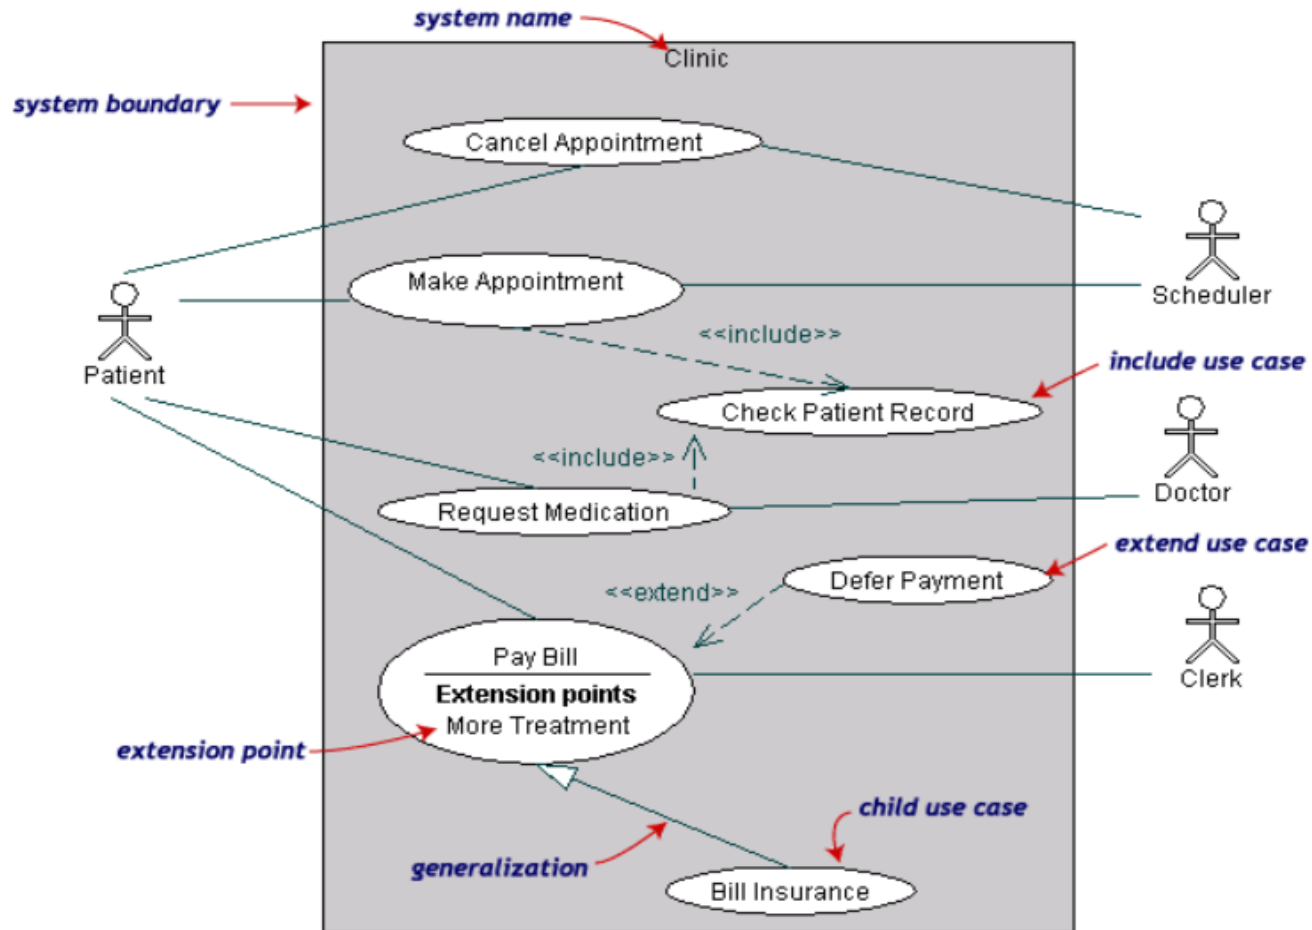 system name
Clinic
system boundary
Cancel Appointment
Make Appointment
Scheduler
<<include>>
Patient
include use case
Check Patient Record
<<include>>
Doctor
Request Medication
extend use case
Defer Payment
<<extend>>
Pay Bill
Clerk
Extension points
More Treatment
extension point
child use case
generalization
Bill Insurance